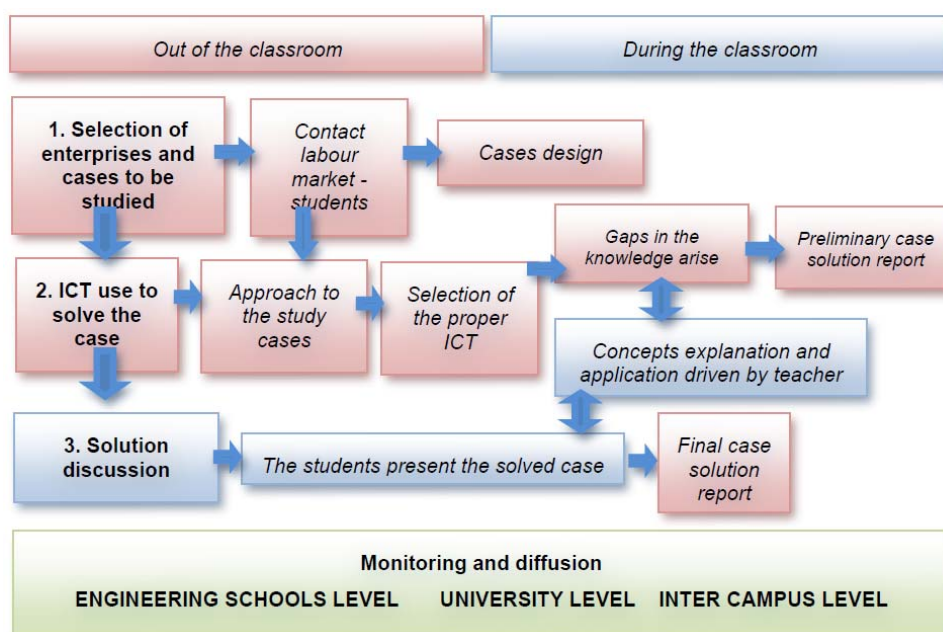 Out of the classroom
During the classroom
1. Selection of
enterprises and
cases to be
studied
Contact
labour
market -
students
Cases design
Gaps in the
knowledge arise
Preliminary case
solution report
2. ICT use to
solve the
case
Approach to
the study
cases
Selection of
the proper
ICT
Concepts explanation and
application driven by teacher
3. Solution
discussion
The students present the solved case
Final case
solution
report
Monitoring and diffusion
ENGINEERING SCHOOLS LEVEL UNIVERSITY LEVEL INTER CAMPUS LEVEL